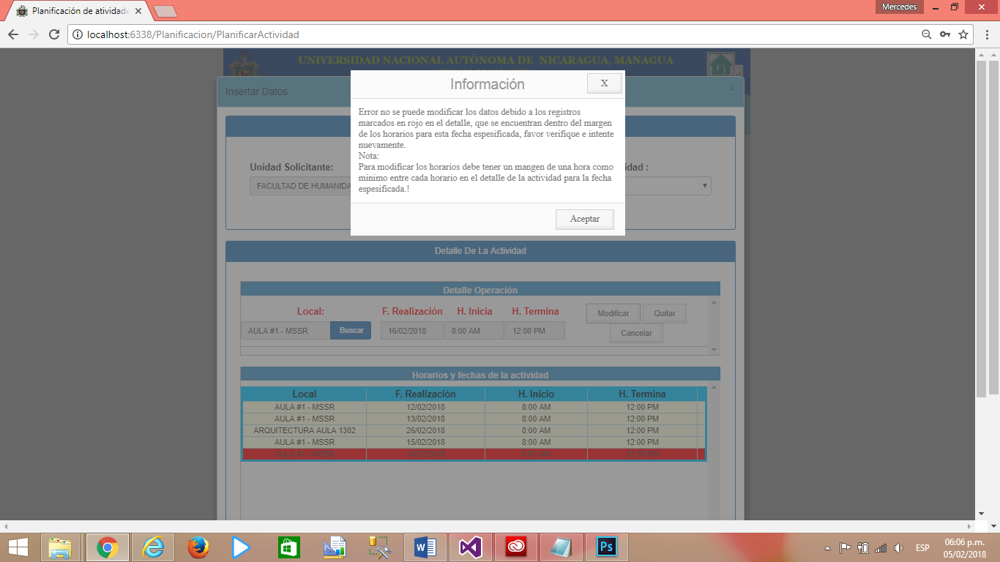 Planificación de atividade
Mercedes
localhost:6338/Planificacion/PlanificarActividad
UNIVERSIDAD NACIONAL AUTÓNOMA DE NICARAGUA, MANAGUA
Insertar Datos
x
Información
X
Error no se puede modificar los datos debido a los registros
marcados en rojo en el detalle, que se encuentran dentro del margen
de los horarios para esta fecha espesificada, favor verifique e intente
nuevamente.
Nota:
Para modificar los horarios debe tener un mangen de una hora como
minimo entre cada horario en el detalle de la actividad para la fecha
espesificada.!
Aceptar
Unidad Solicitante:
idad :
FACULTAD DE HUMANIDA
Detalle De La Actividad
Detalle Operación
Local: F. Realización H. Inicia H. Termina
Modificar Quitar
AULA #1 - MSSR Buscar 16/02/2018 8:00 AM 12:00 PM
Cancelar
Horarios y fechas de la actividad
Local F. Realización H. Inicio H. Termina
AULA #1 - MSSR 12/02/2018 8:00 AM 12:00 PM
AULA #1 - MSSR 13/02/2018 8:00 AM 12:00 PM
ARQUITECTURA AULA 1302 26/02/2018 8:00 AM 12:00 PM
AULA #1 - MSSR 15/02/2018 8:00 AM 12:00 PM
AULA #1 - MSSR 16/02/2018 8:00 AM 12:00 PM
W
Ps
ESP
06:06 p.m.
05/02/2018